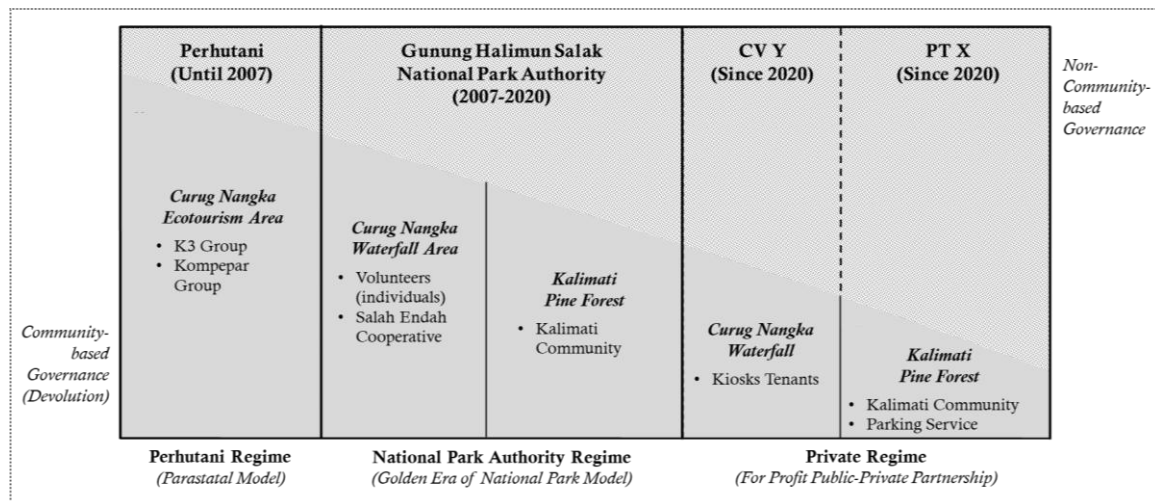 Perhutani
(Until 2007)
Gunung Halimun Salak
National Park Authority
(2007-2020)
CV Y
(Since 2020)
PT X
(Since 2020)
Non-
Community-
based
Governance
Curug Nangka
Ecotourism Area
• K3 Group
• Kompepar
Group
Curug Nangka
Waterfall Area
• Volunteers
(individuals)
• Salah Endah
Cooperative
Kalimati
Pine Forest
• Kalimati
Community
Curug Nangka
Waterfall
• Kiosks Tenants
Kalimati
Pine Forest
• Kalimati Community
• Parking Service
Community-
based
Governance
(Devolution)
Perhutani Regime
(Parastatal Model)
National Park Authority Regime
(Golden Era of National Park Model)
Private Regime
(For Profit Public-Private Partnership)